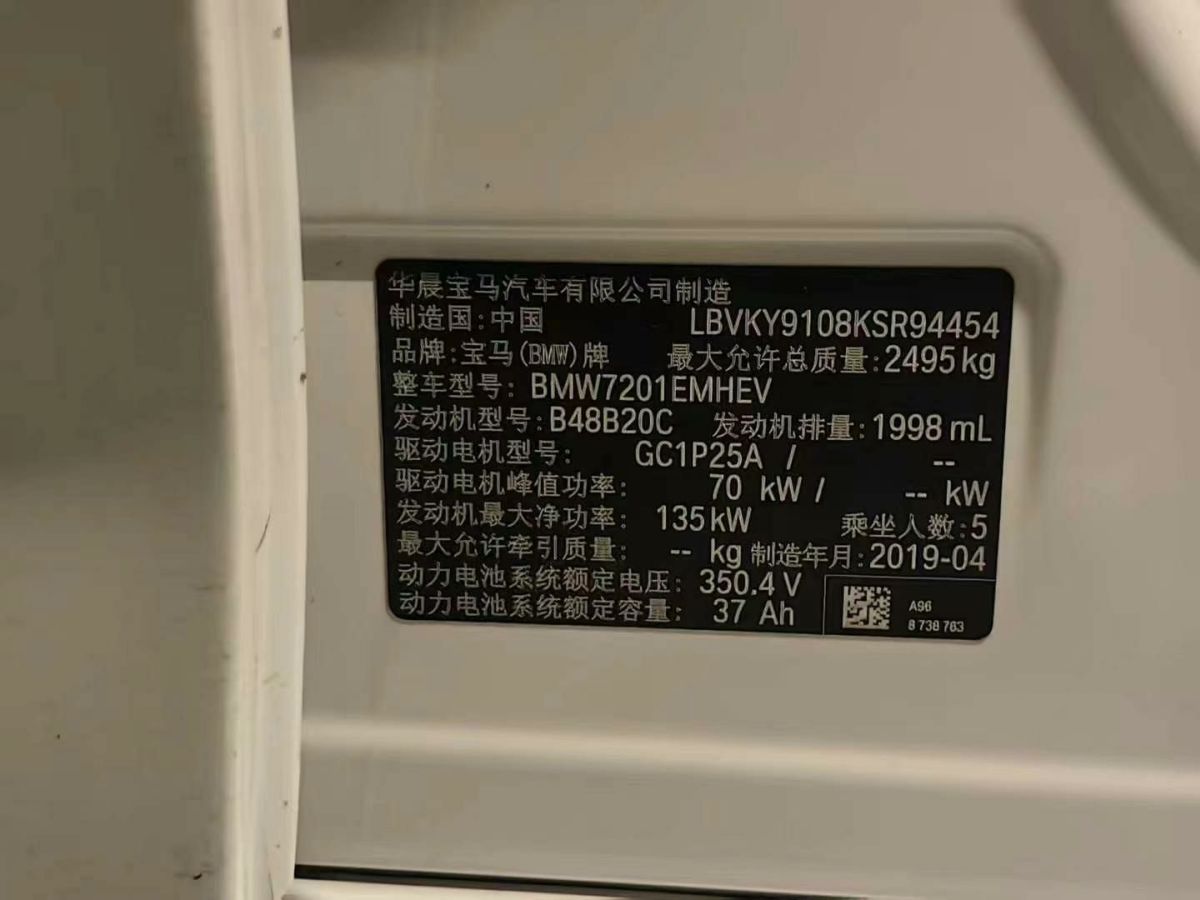 华晨宝马汽车有限公司制造
制造国:中国 LBVKY9108KSR94454
品牌:宝马(BMW)牌 最大允许总质量:2495kg
整车型号: BMW7201EMHEV
发动机型号:B48B20C 发动机排量:1998 mL
驱动电机型号: GC1P25A / --
驱动电机峰值功率: 70 kW / -- kW
发动机最大净功率: 135kW 乘坐人数:5
最大允许牵引质量: -- kg 制造年月:2019-04
动力电池系统额定电压: 350.4 V
动力电池系统额定容量: 37 Ah
A96
8 738 763